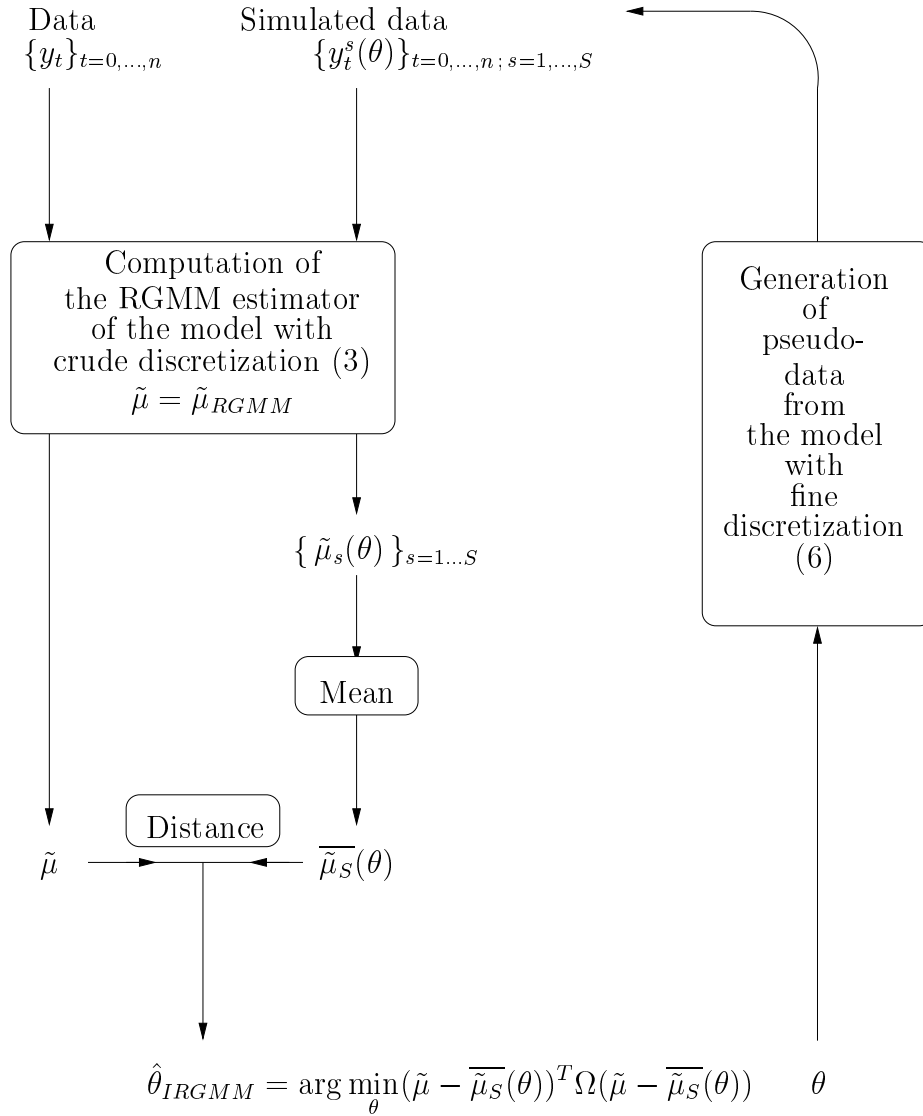 Data
{y_t}_{t=0,...,n}
Simulated data
{y_t^s(θ)}_{t=0,...,n ; s=1,...,S}
Computation of
the RGMM estimator
of the model with
crude discretization (3)
μ̃ = μ̃_{RGMM}
Generation
of
pseudo-
data
from
the model
with
fine
discretization
(6)
{ μ̃_s(θ) }_{s=1...S}
Mean
Distance
μ̃
\overline{μ̃_S}(θ)
θ̂_{IRGMM} = arg min_θ (μ̃ − \overline{μ̃_S}(θ))^T Ω(μ̃ − \overline{μ̃_S}(θ))
θ